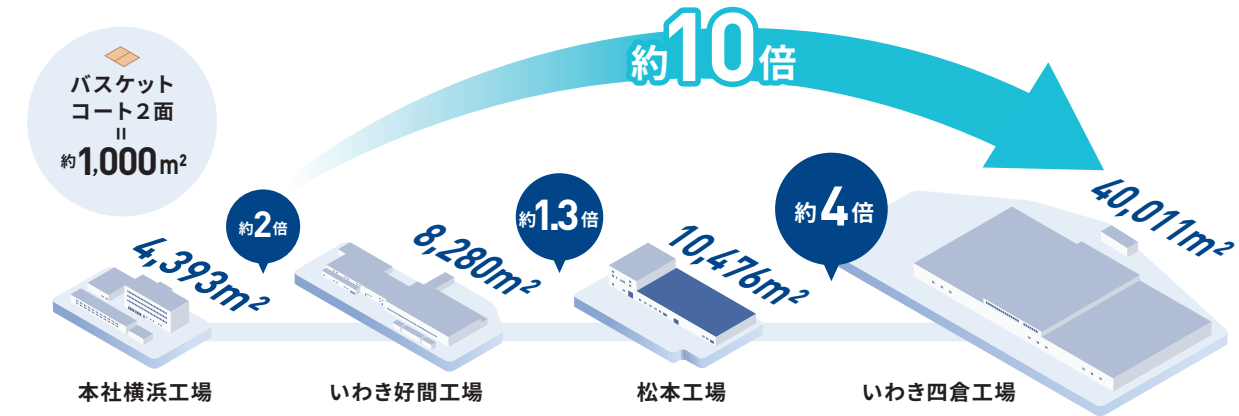 バスケット
コート2面
=
約1,000m²
約10倍
約2倍
約1.3倍
約4倍
4,393m²
8,280m²
10,476m²
40,011m²
本社横浜工場
いわき好間工場
松本工場
いわき四倉工場